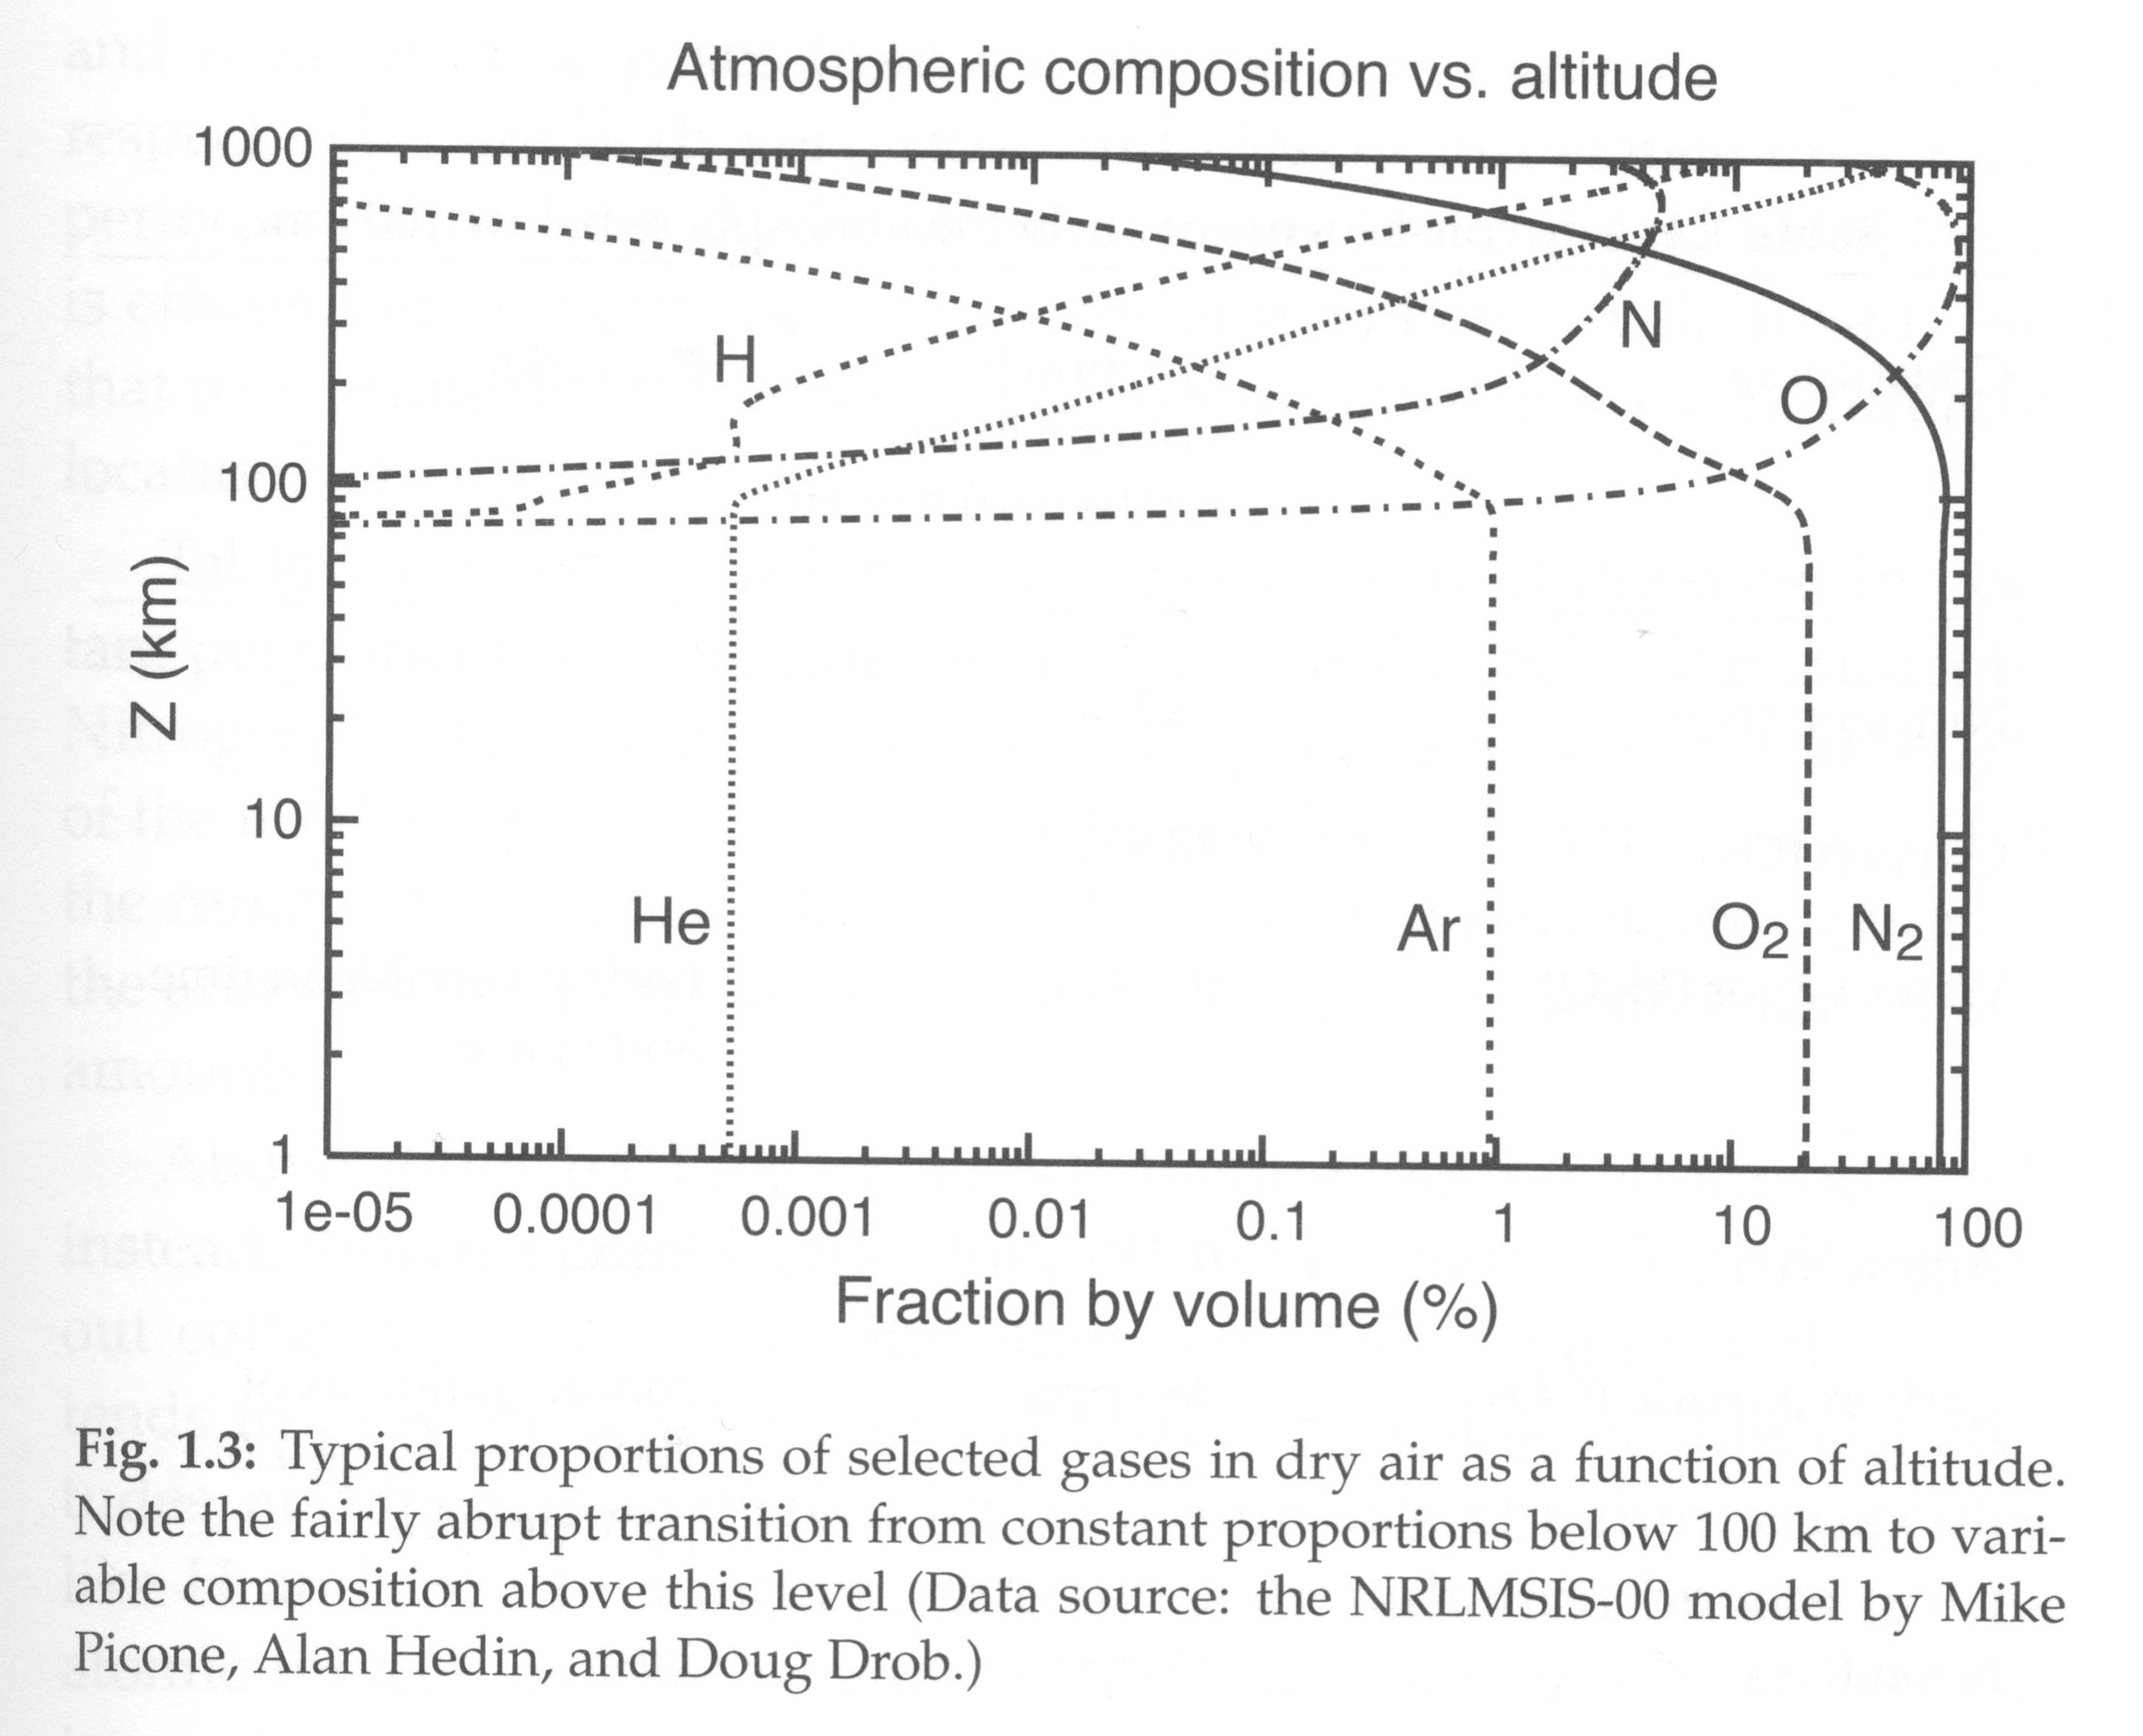 Atmospheric composition vs. altitude
1000
100
10
1
Z (km)
H
N
O
He
Ar
O2
N2
1e-05 0.0001 0.001 0.01 0.1 1 10 100
Fraction by volume (%)
Fig. 1.3: Typical proportions of selected gases in dry air as a function of altitude.
Note the fairly abrupt transition from constant proportions below 100 km to vari-
able composition above this level (Data source: the NRLMSIS-00 model by Mike
Picone, Alan Hedin, and Doug Drob.)